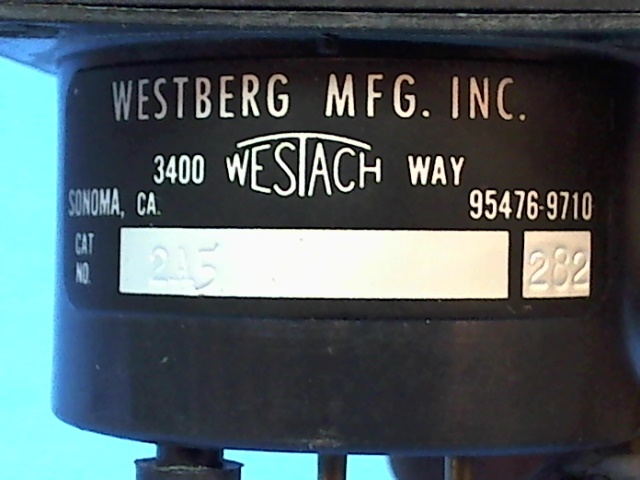 WESTBERG MFG. INC.
3400 WESTACH WAY
SONOMA, CA. 95476-9710
CAT NO. 2A5 282